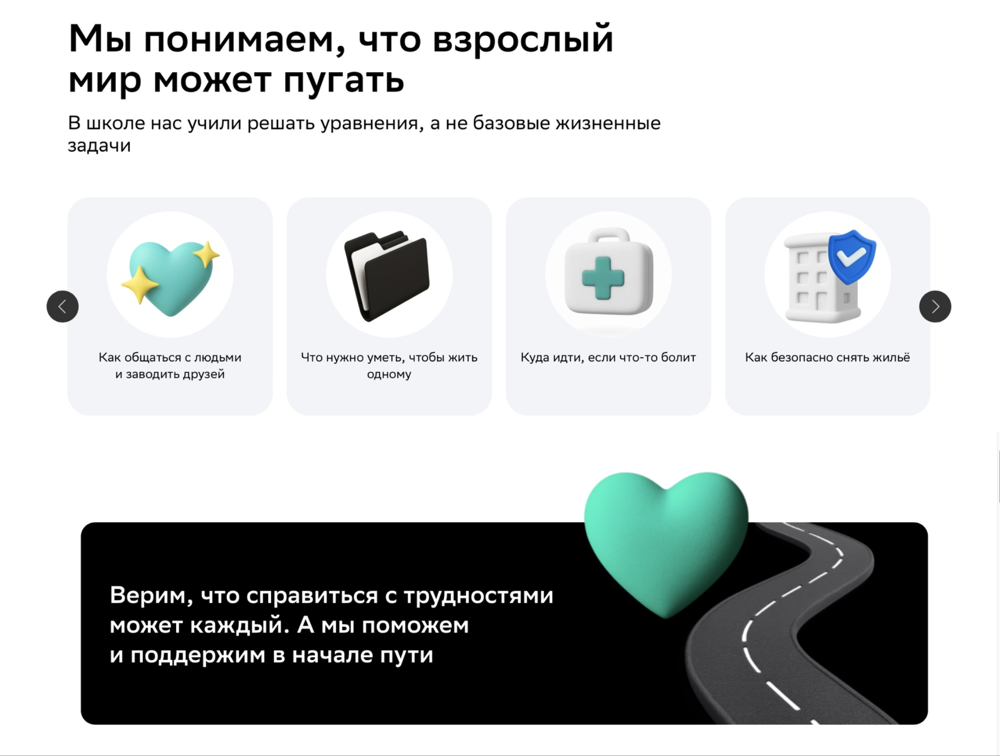 Мы понимаем, что взрослый
мир может пугать
В школе нас учили решать уравнения, а не базовые жизненные
задачи
Как общаться с людьми
и заводить друзей
Что нужно уметь, чтобы жить
одному
Куда идти, если что-то болит
Как безопасно снять жильё
Верим, что справиться с трудностями
может каждый. А мы поможем
и поддержим в начале пути